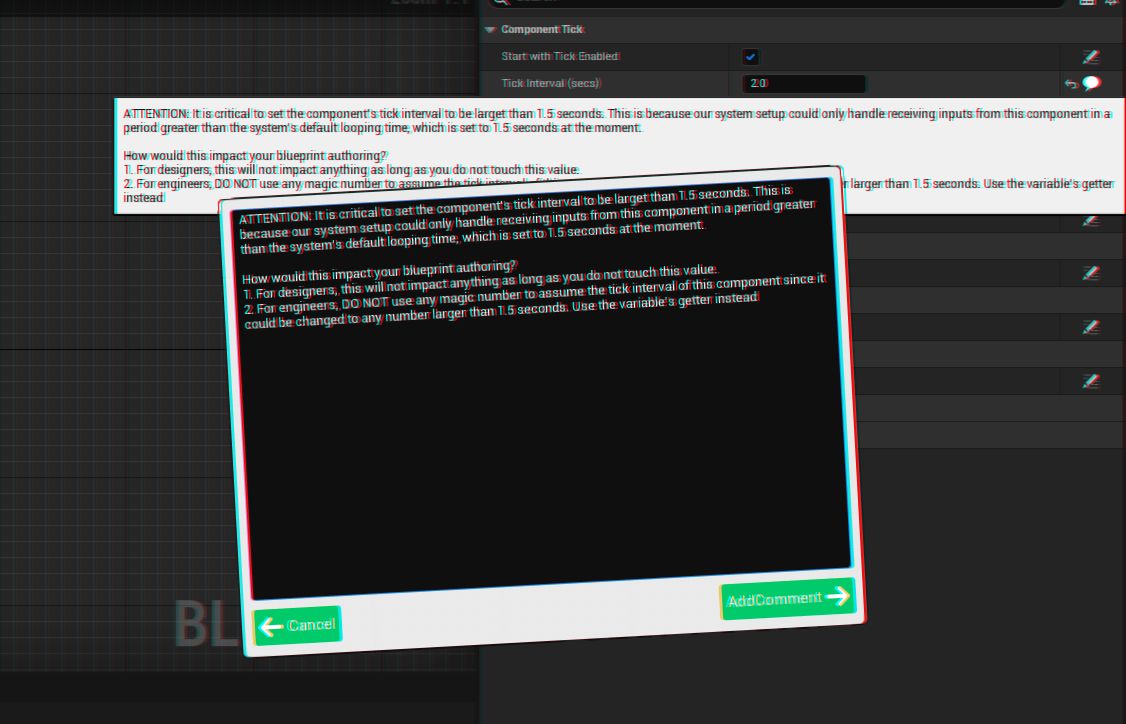 Component Tick
Start with Tick Enabled
Tick Interval (secs)
2.0
ATTENTION: It is critical to set the component's tick interval to be larget than 1.5 seconds. This is because our system setup could only handle receiving inputs from this component in a
period greater than the system's default looping time, which is set to 1.5 seconds at the moment.
How would this impact your blueprint authoring?
1. For designers, this will not impact anything as long as you do not touch this value.
2. For engineers, DO NOT use any magic number to assume the tick interval of
r larger than 1.5 seconds. Use the variable's getter
instead
ATTENTION: It is critical to set the component's tick interval to be larget than 1.5 seconds. This is
because our system setup could only handle receiving inputs from this component in a period greater
than the system's default looping time, which is set to 1.5 seconds at the moment.
How would this impact your blueprint authoring?
1. For designers, this will not impact anything as long as you do not touch this value.
2. For engineers, DO NOT use any magic number to assume the tick interval of this component since it
could be changed to any number larger than 1.5 seconds. Use the variable's getter instead
Cancel
AddComment
BL